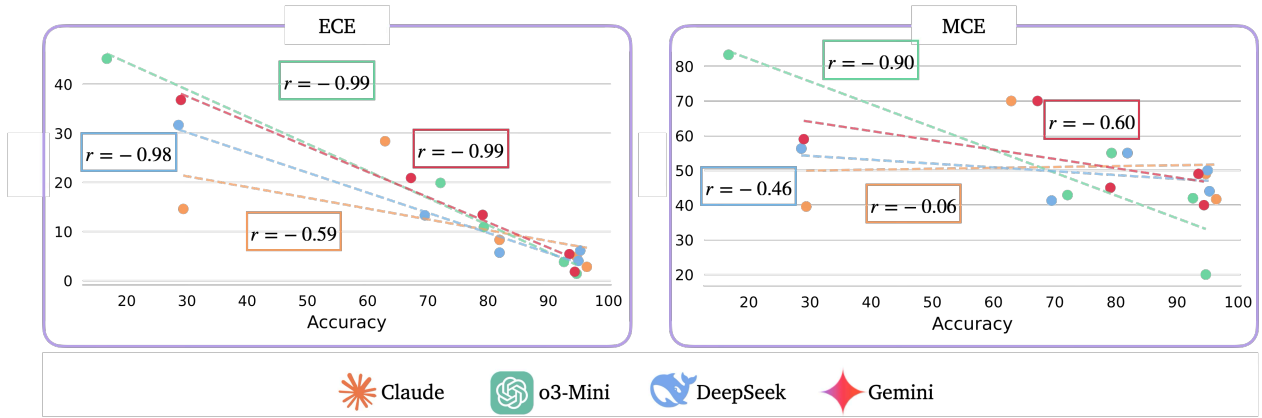 ECE
MCE
r = − 0.99
r = − 0.98
r = − 0.99
r = − 0.59
40
30
20
10
0
20
30
40
50
60
70
80
90
100
Accuracy
r = − 0.90
r = − 0.60
r = − 0.46
r = − 0.06
80
70
60
50
40
30
20
20
30
40
50
60
70
80
90
100
Accuracy
Claude
o3-Mini
DeepSeek
Gemini